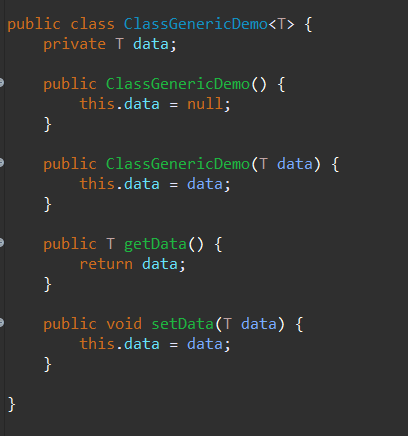 public class ClassGenericDemo<T> {
    private T data;

    public ClassGenericDemo() {
        this.data = null;
    }

    public ClassGenericDemo(T data) {
        this.data = data;
    }

    public T getData() {
        return data;
    }

    public void setData(T data) {
        this.data = data;
    }

}